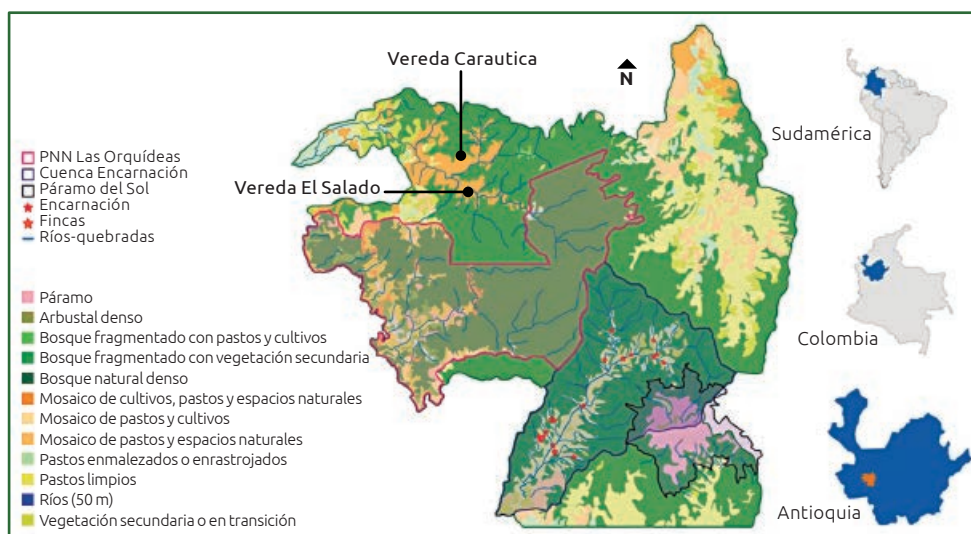 Vereda Carautica
N
Sudamérica
PNN Las Orquídeas
Cuenca Encarnación
Páramo del Sol
Encarnación
Fincas
Ríos-quebradas
Vereda El Salado
Páramo
Arbustal denso
Bosque fragmentado con pastos y cultivos
Bosque fragmentado con vegetación secundaria
Bosque natural denso
Mosaico de cultivos, pastos y espacios naturales
Mosaico de pastos y cultivos
Mosaico de pastos y espacios naturales
Pastos enmalezados o enrastrojados
Pastos limpios
Ríos (50 m)
Vegetación secundaria o en transición
Colombia
Antioquia